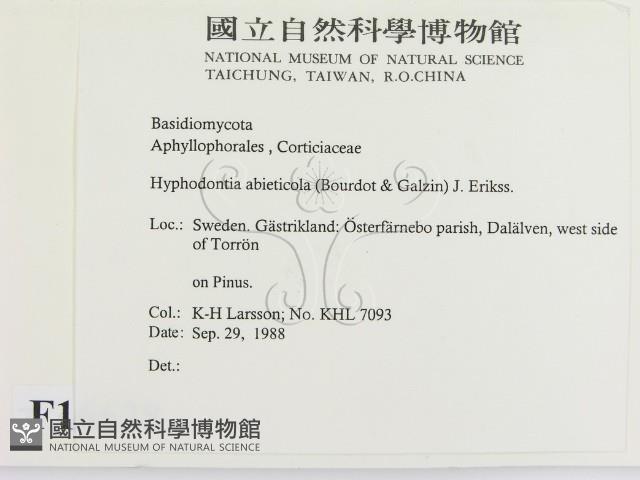 國立自然科學博物館
NATIONAL MUSEUM OF NATURAL SCIENCE
TAICHUNG, TAIWAN, R.O.CHINA
Basidiomycota
Aphyllophorales , Corticiaceae
Hyphodontia abieticola (Bourdot & Galzin) J. Erikss.
Loc.: Sweden. Gästrikland: Österfärnebo parish, Dalälven, west side
of Torrön
on Pinus.
Col.: K-H Larsson; No. KHL 7093
Date: Sep. 29, 1988
Det.:
F1
國立自然科學博物館
NATIONAL MUSEUM OF NATURAL SCIENCE